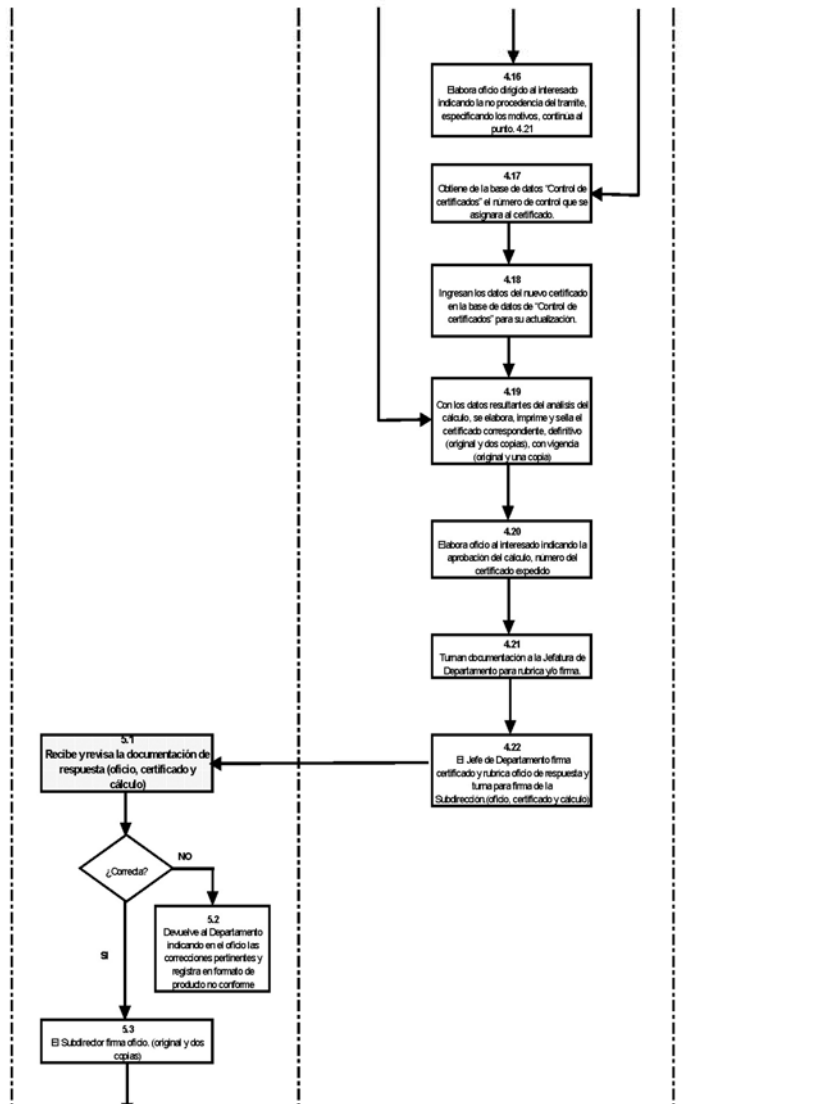 4.16
Elabora oficio dirigido al interesado
indicando la no procedencia del tramite,
especificando los motivos, continúa al
punto. 4.21
4.17
Obtiene de la base de datos "Control de
certificados" el número de control que se
asignara al certificado.
4.18
Ingresan los datos del nuevo certificado
en la base de datos de "Control de
certificados" para su actualización.
4.19
Con los datos resultantes del análisis del
cálculo, se elabora, imprime y sella el
certificado correspondiente, definitivo
(original y dos copias), con vigencia
(original y una copia)
4.20
Elabora oficio al interesado indicando la
aprobación del cálculo, número del
certificado expedido
4.21
Turnan documentación a la Jefatura de
Departamento para rubrica y/o firma.
4.22
El Jefe de Departamento firma
certificado y rubrica oficio de respuesta y
turna para firma de la
Subdirección (oficio, certificado y cálculo)
5.1
Recibe y revisa la documentación de
respuesta (oficio, certificado y
cálculo)
¿Correcta?
NO
5.2
Devuelve al Departamento
indicando en el oficio las
correcciones pertinentes y
registra en formato de
producto no conforme
SI
5.3
El Subdirector firma oficio. (original y dos
copias)